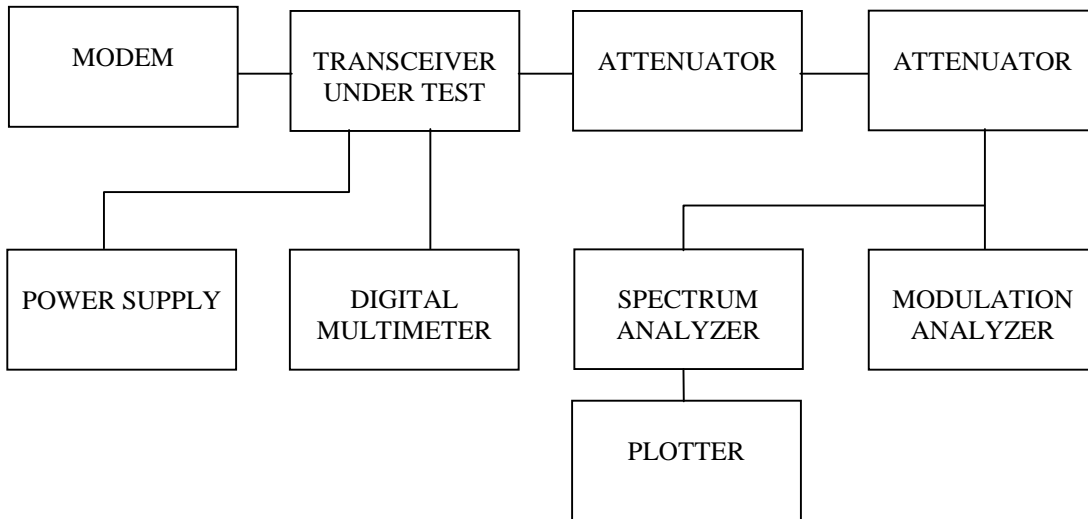 MODEM
TRANSCEIVER
UNDER TEST
ATTENUATOR
ATTENUATOR
POWER SUPPLY
DIGITAL
MULTIMETER
SPECTRUM
ANALYZER
MODULATION
ANALYZER
PLOTTER